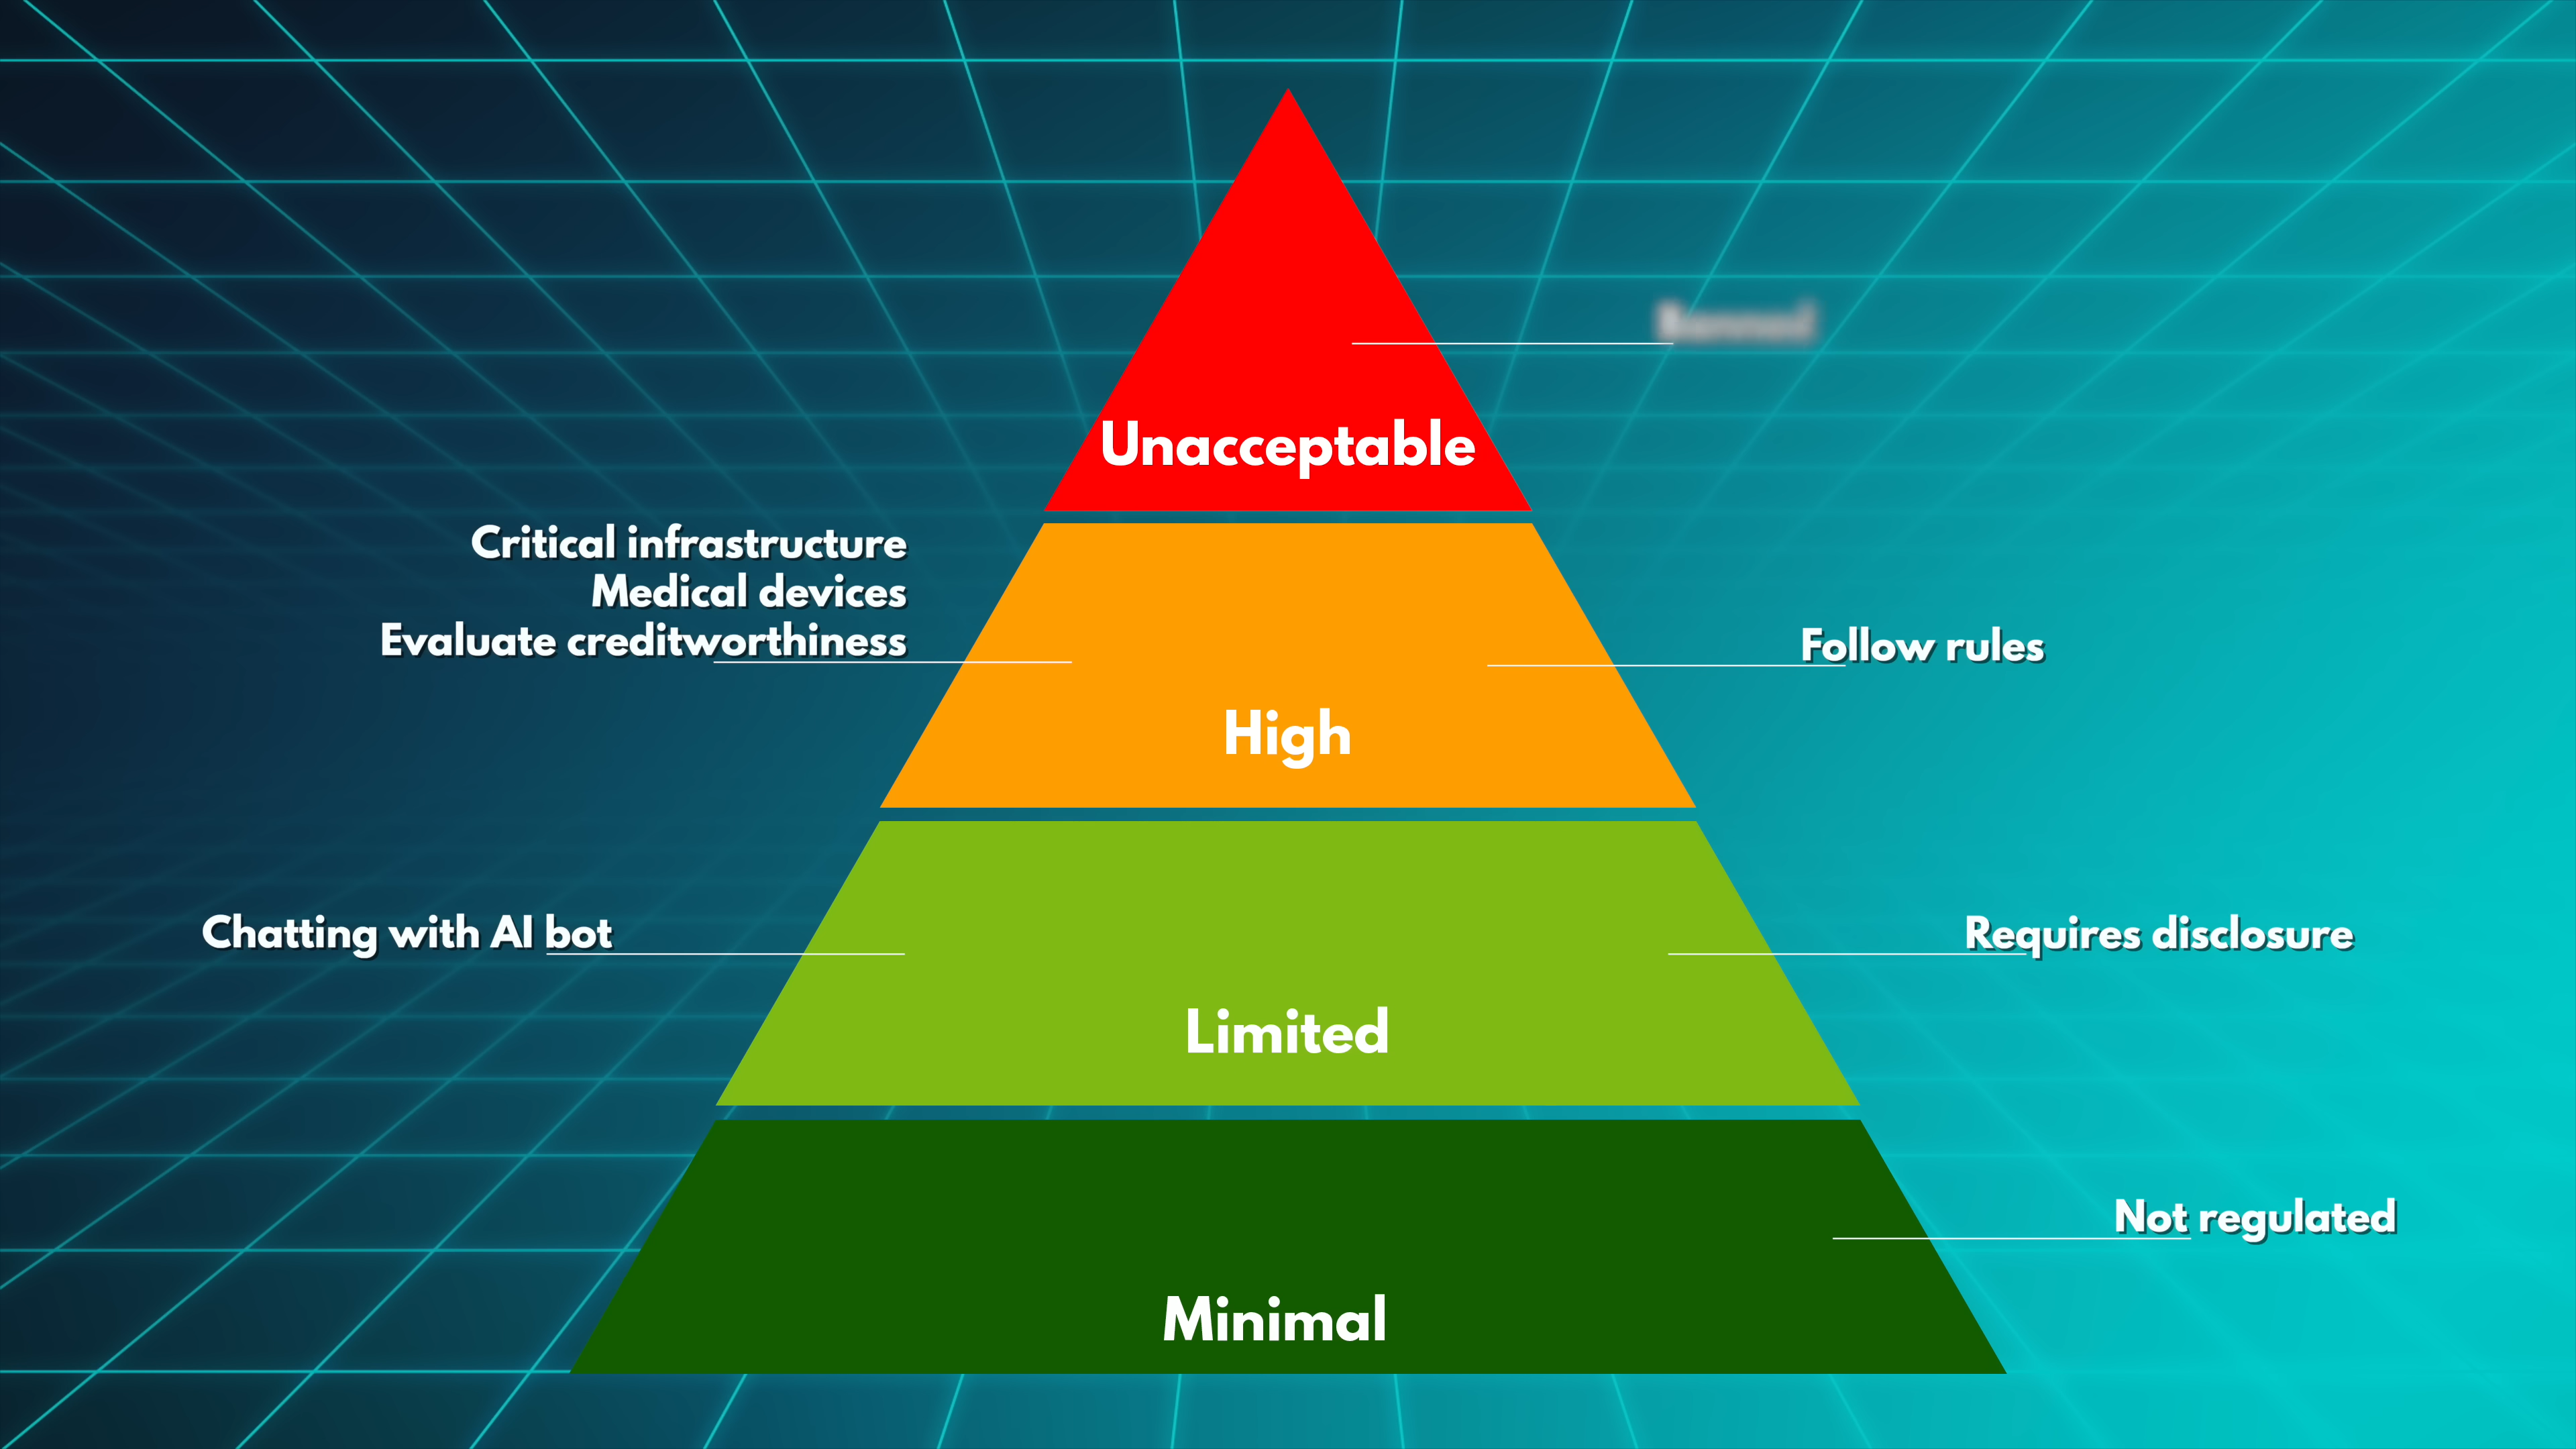 Unacceptable
Critical infrastructure
Medical devices
Evaluate creditworthiness
Follow rules
High
Chatting with AI bot
Requires disclosure
Limited
Not regulated
Minimal